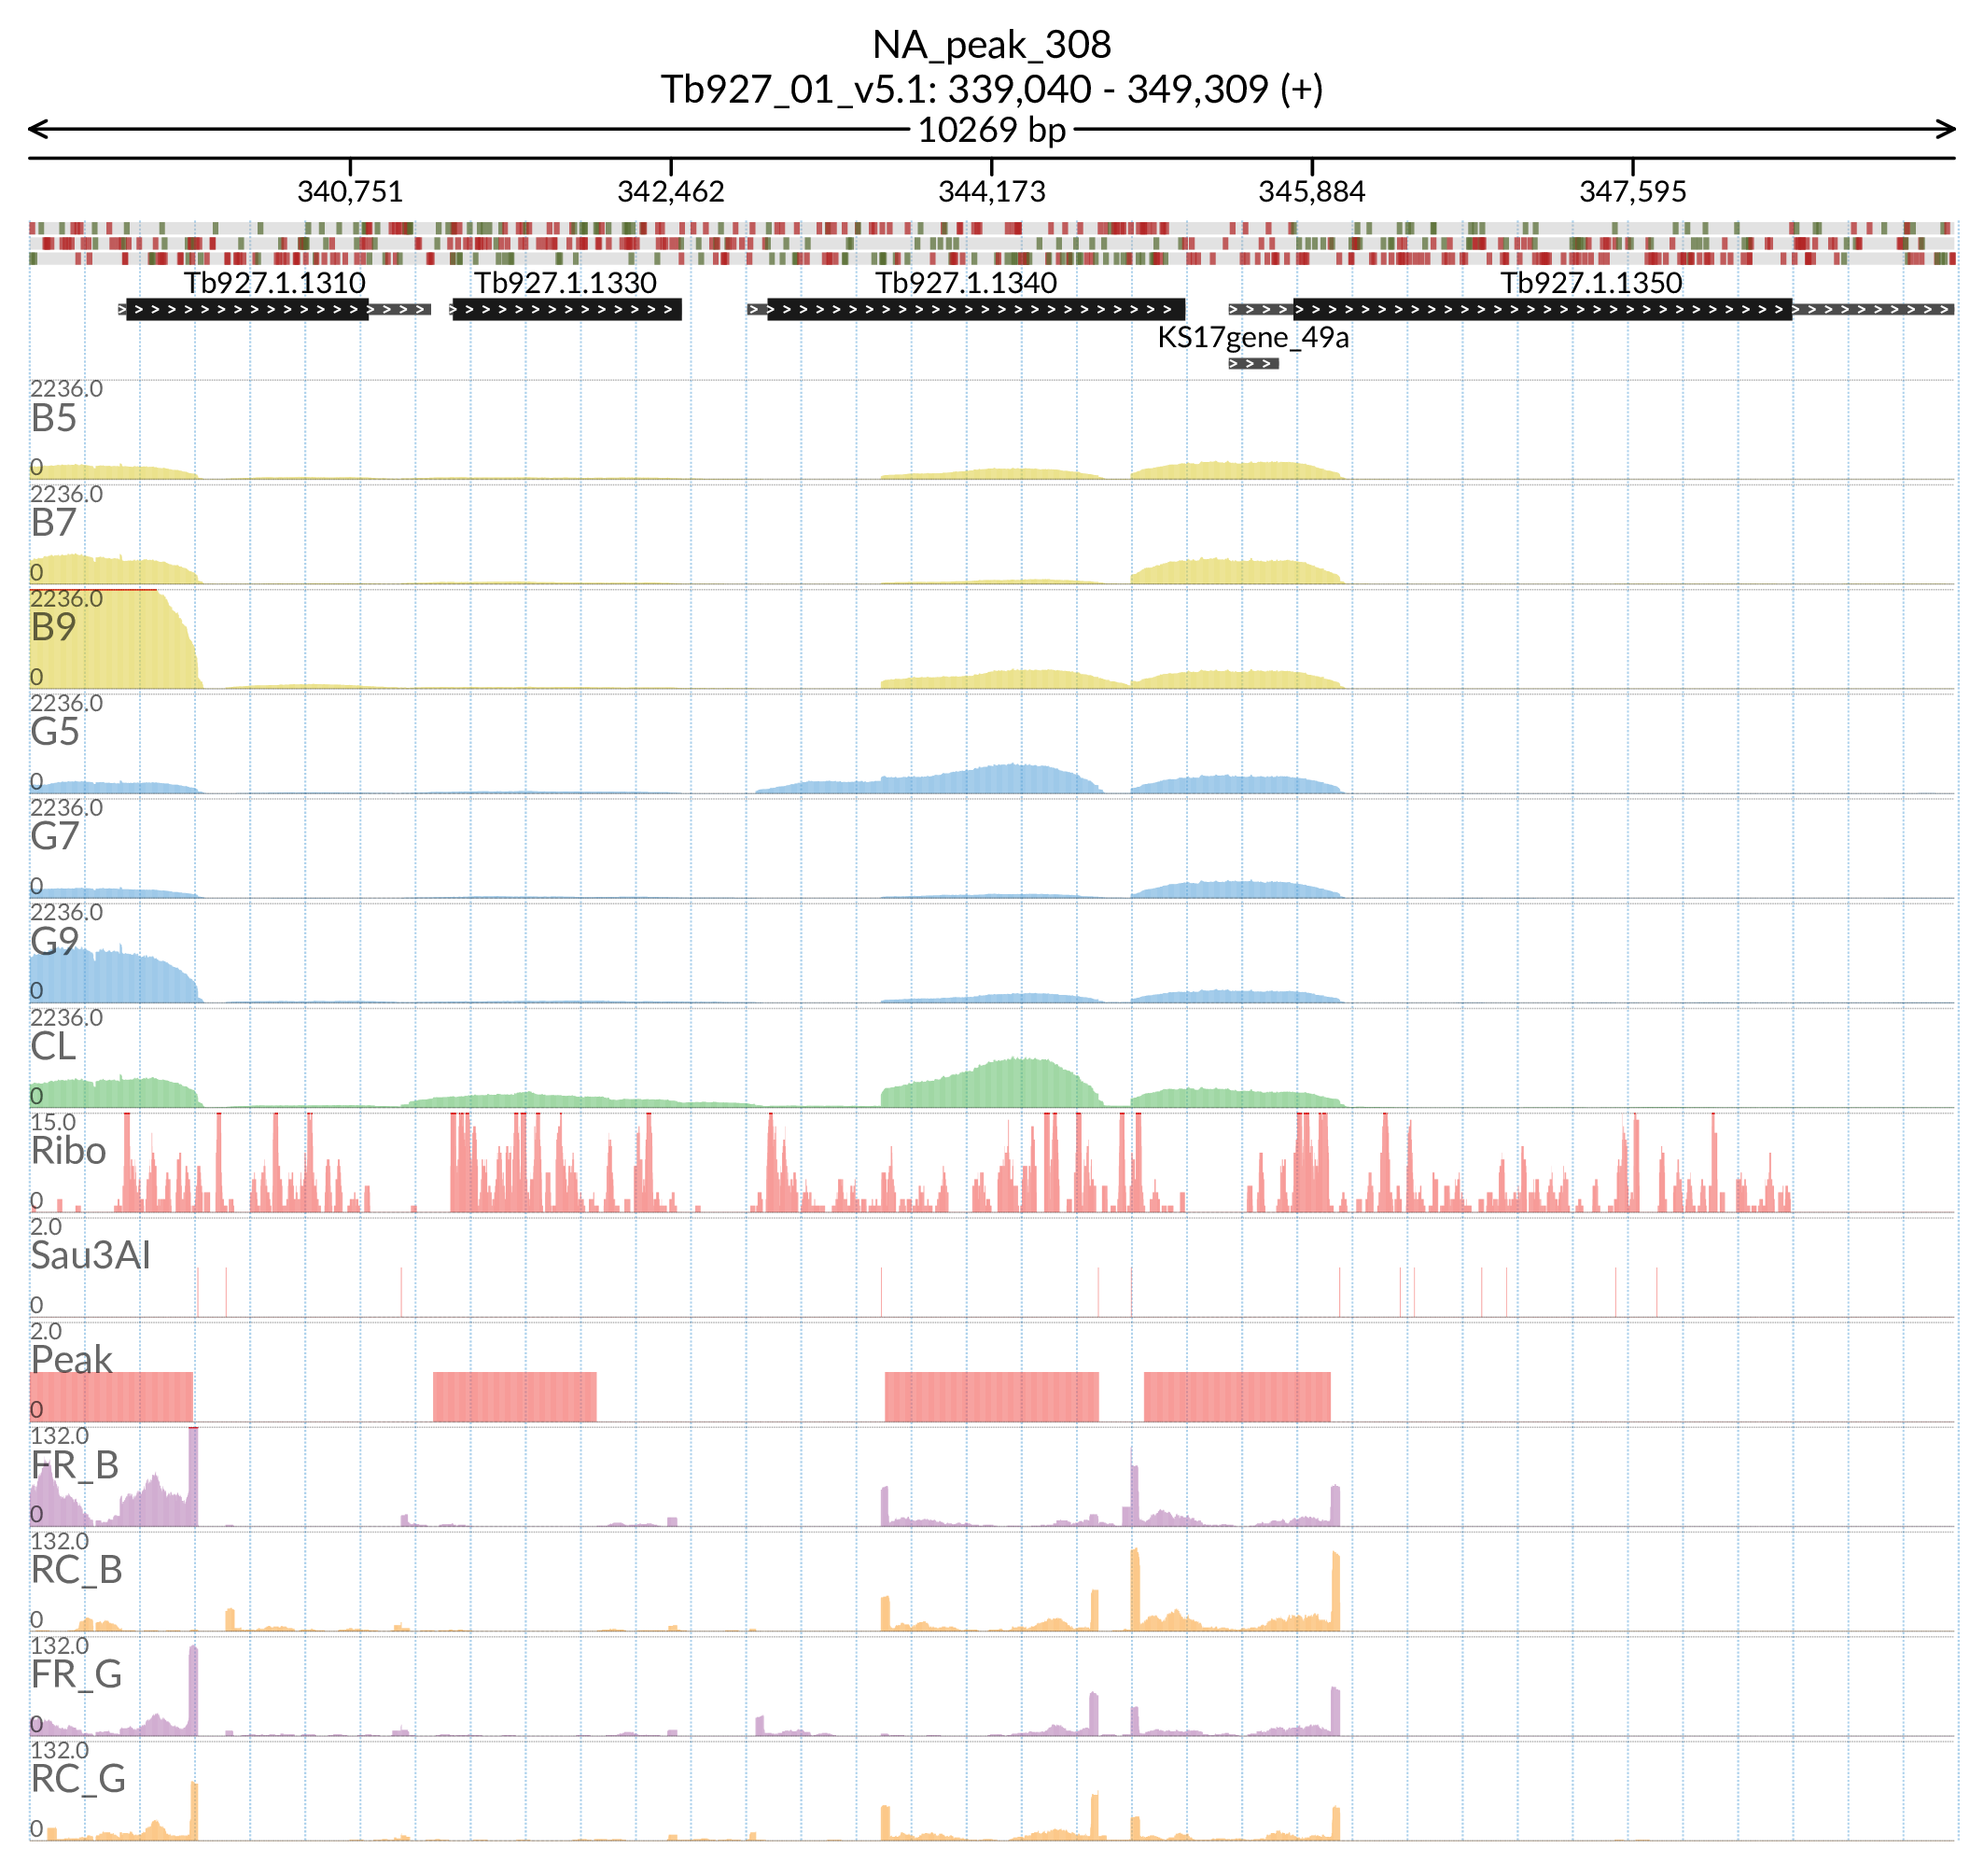 NA_peak_308
Tb927_01_v5.1: 339,040 - 349,309 (+)
10269 bp
340,751 342,462 344,173 345,884 347,595
Tb927.1.1310 Tb927.1.1330 Tb927.1.1340 Tb927.1.1350
KS17gene_49a
2236.0
B5
0
2236.0
B7
0
2236.0
B9
0
2236.0
G5
0
2236.0
G7
0
2236.0
G9
0
2236.0
CL
0
15.0
Ribo
0
2.0
Sau3AI
0
2.0
Peak
0
132.0
FR_B
0
132.0
RC_B
0
132.0
FR_G
0
132.0
RC_G
0